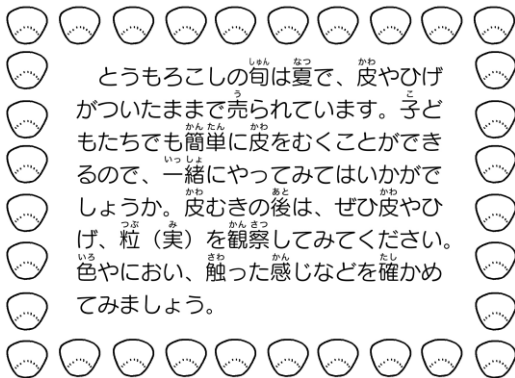 とうもろこしの旬は夏で、皮やひげ
がついたままで売られています。子ど
もたちでも簡単に皮をむくことができ
るので、一緒にやってみてはいかがで
しょうか。皮むきの後は、ぜひ皮やひ
げ、粒（実）を観察してみてください。
色やにおい、触った感じなどを確かめ
てみましょう。